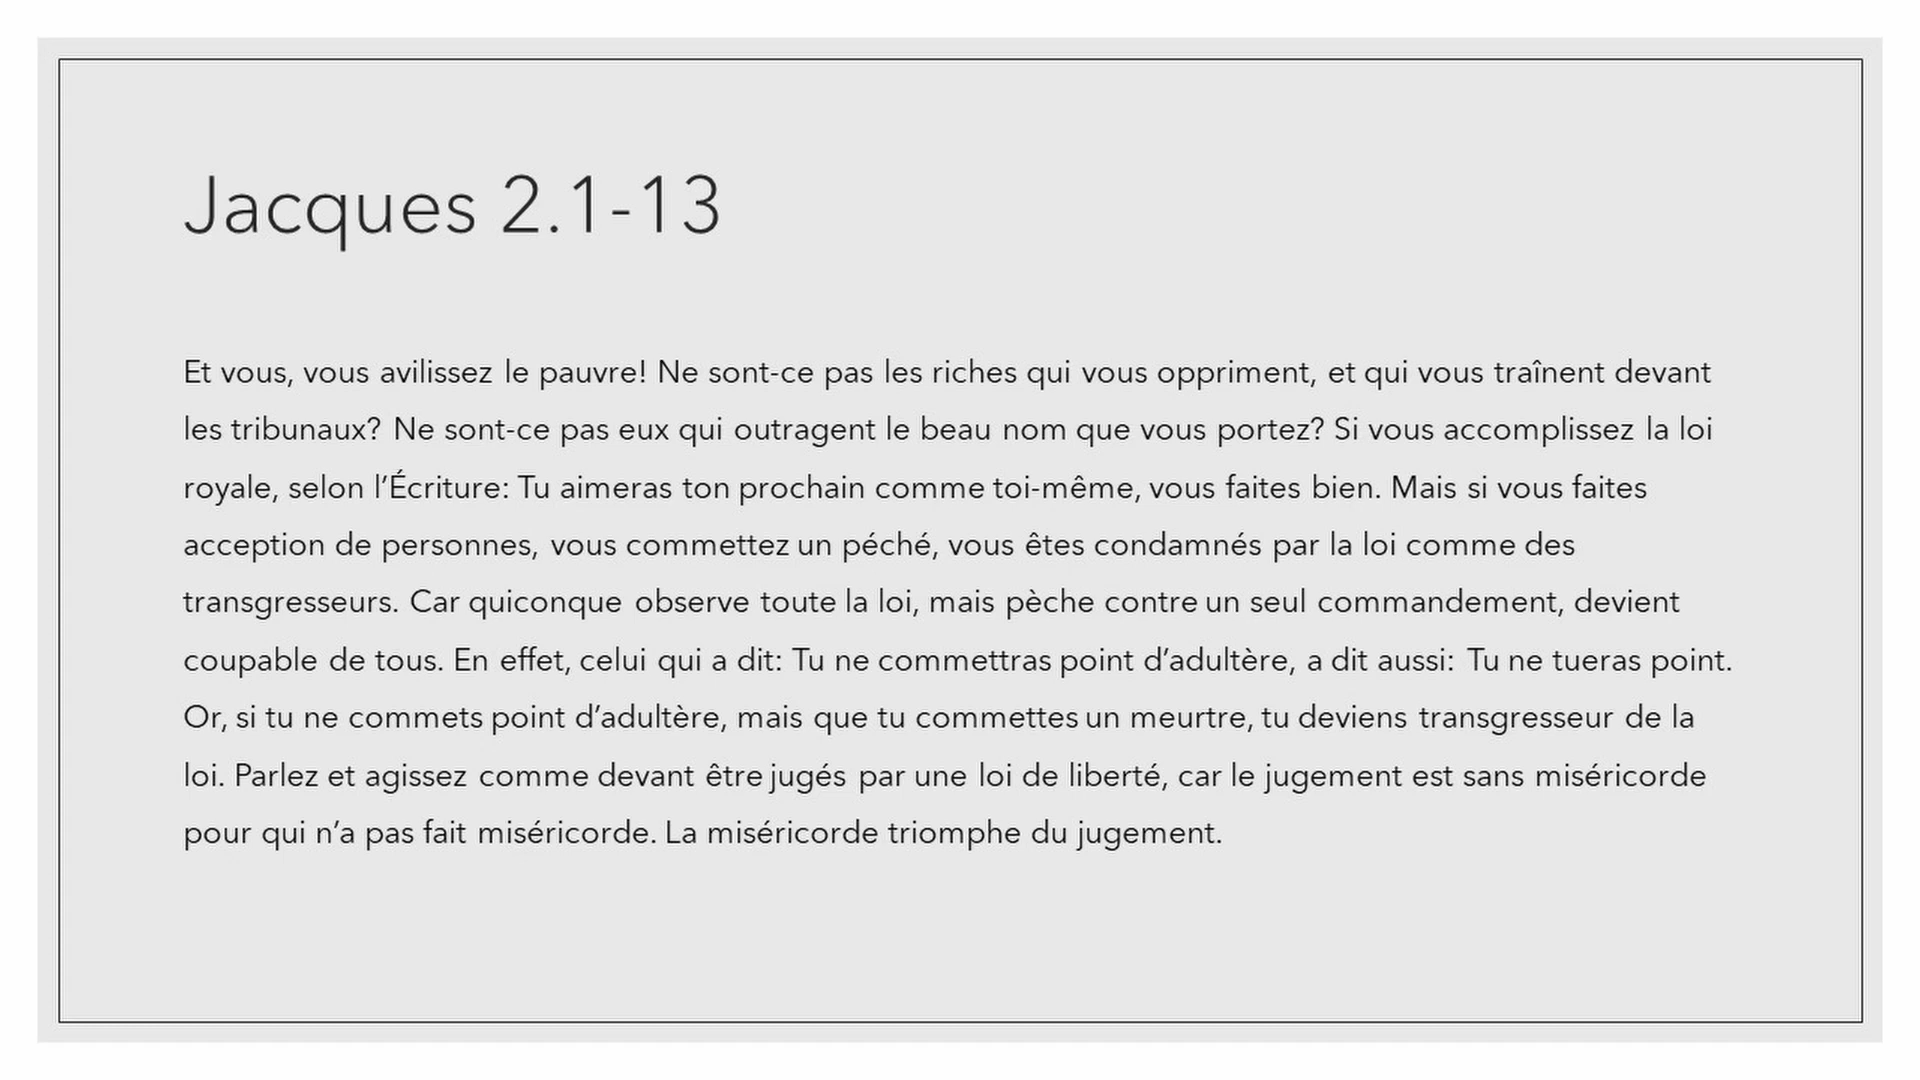 Jacques 2.1-13
Et vous, vous avilissez le pauvre! Ne sont-ce pas les riches qui vous oppriment, et qui vous traînent devant
les tribunaux? Ne sont-ce pas eux qui outragent le beau nom que vous portez? Si vous accomplissez la loi
royale, selon l’Écriture: Tu aimeras ton prochain comme toi-même, vous faites bien. Mais si vous faites
acception de personnes, vous commettez un péché, vous êtes condamnés par la loi comme des
transgresseurs. Car quiconque observe toute la loi, mais pèche contre un seul commandement, devient
coupable de tous. En effet, celui qui a dit: Tu ne commettras point d’adultère, a dit aussi: Tu ne tueras point.
Or, si tu ne commets point d’adultère, mais que tu commettes un meurtre, tu deviens transgresseur de la
loi. Parlez et agissez comme devant être jugés par une loi de liberté, car le jugement est sans miséricorde
pour qui n’a pas fait miséricorde. La miséricorde triomphe du jugement.